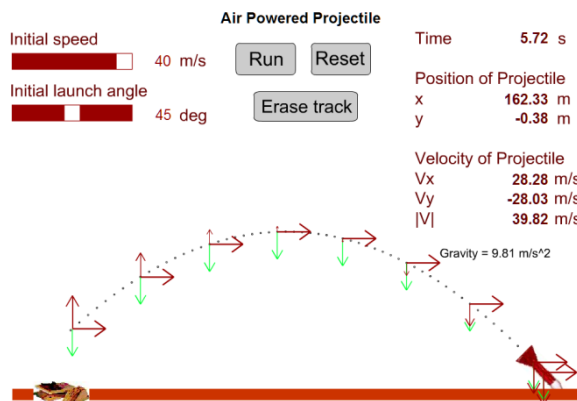 Air Powered Projectile
Initial speed
40 m/s
Run
Reset
Initial launch angle
45 deg
Erase track
Time 5.72 s
Position of Projectile
x 162.33 m
y -0.38 m
Velocity of Projectile
Vx 28.28 m/s
Vy -28.03 m/s
|V| 39.82 m/s
Gravity = 9.81 m/s^2